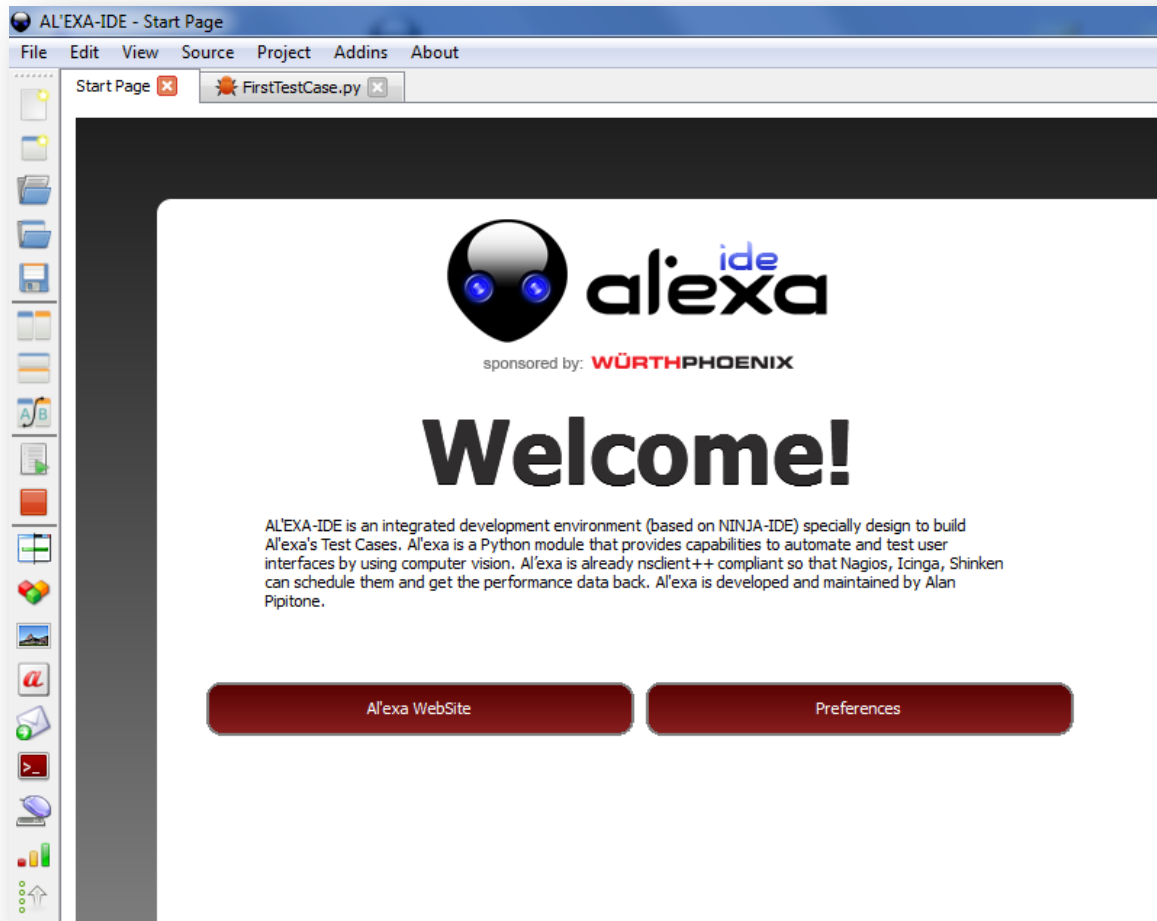 AL'EXA-IDE - Start Page
File Edit View Source Project Addins About
Start Page FirstTestCase.py
ide
al'exa
sponsored by: WÜRTHPHOENIX
Welcome!
AL'EXA-IDE is an integrated development environment (based on NINJA-IDE) specially design to build
Al'exa's Test Cases. Al'exa is a Python module that provides capabilities to automate and test user
interfaces by using computer vision. Al’exa is already nsclient++ compliant so that Nagios, Icinga, Shinken
can schedule them and get the performance data back. Al'exa is developed and maintained by Alan
Pipitone.
Al'exa WebSite Preferences
A B
a
>_